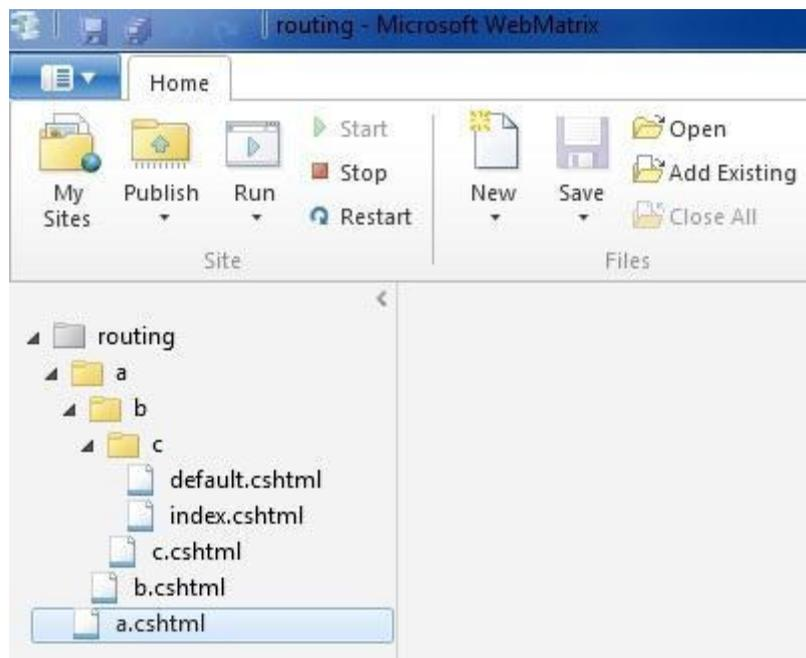 routing - Microsoft WebMatrix
Home
My Sites
Publish
Run
Start
Stop
Restart
Site
New
Save
Open
Add Existing
Close All
Files
routing
a
b
c
default.cshtml
index.cshtml
c.cshtml
b.cshtml
a.cshtml